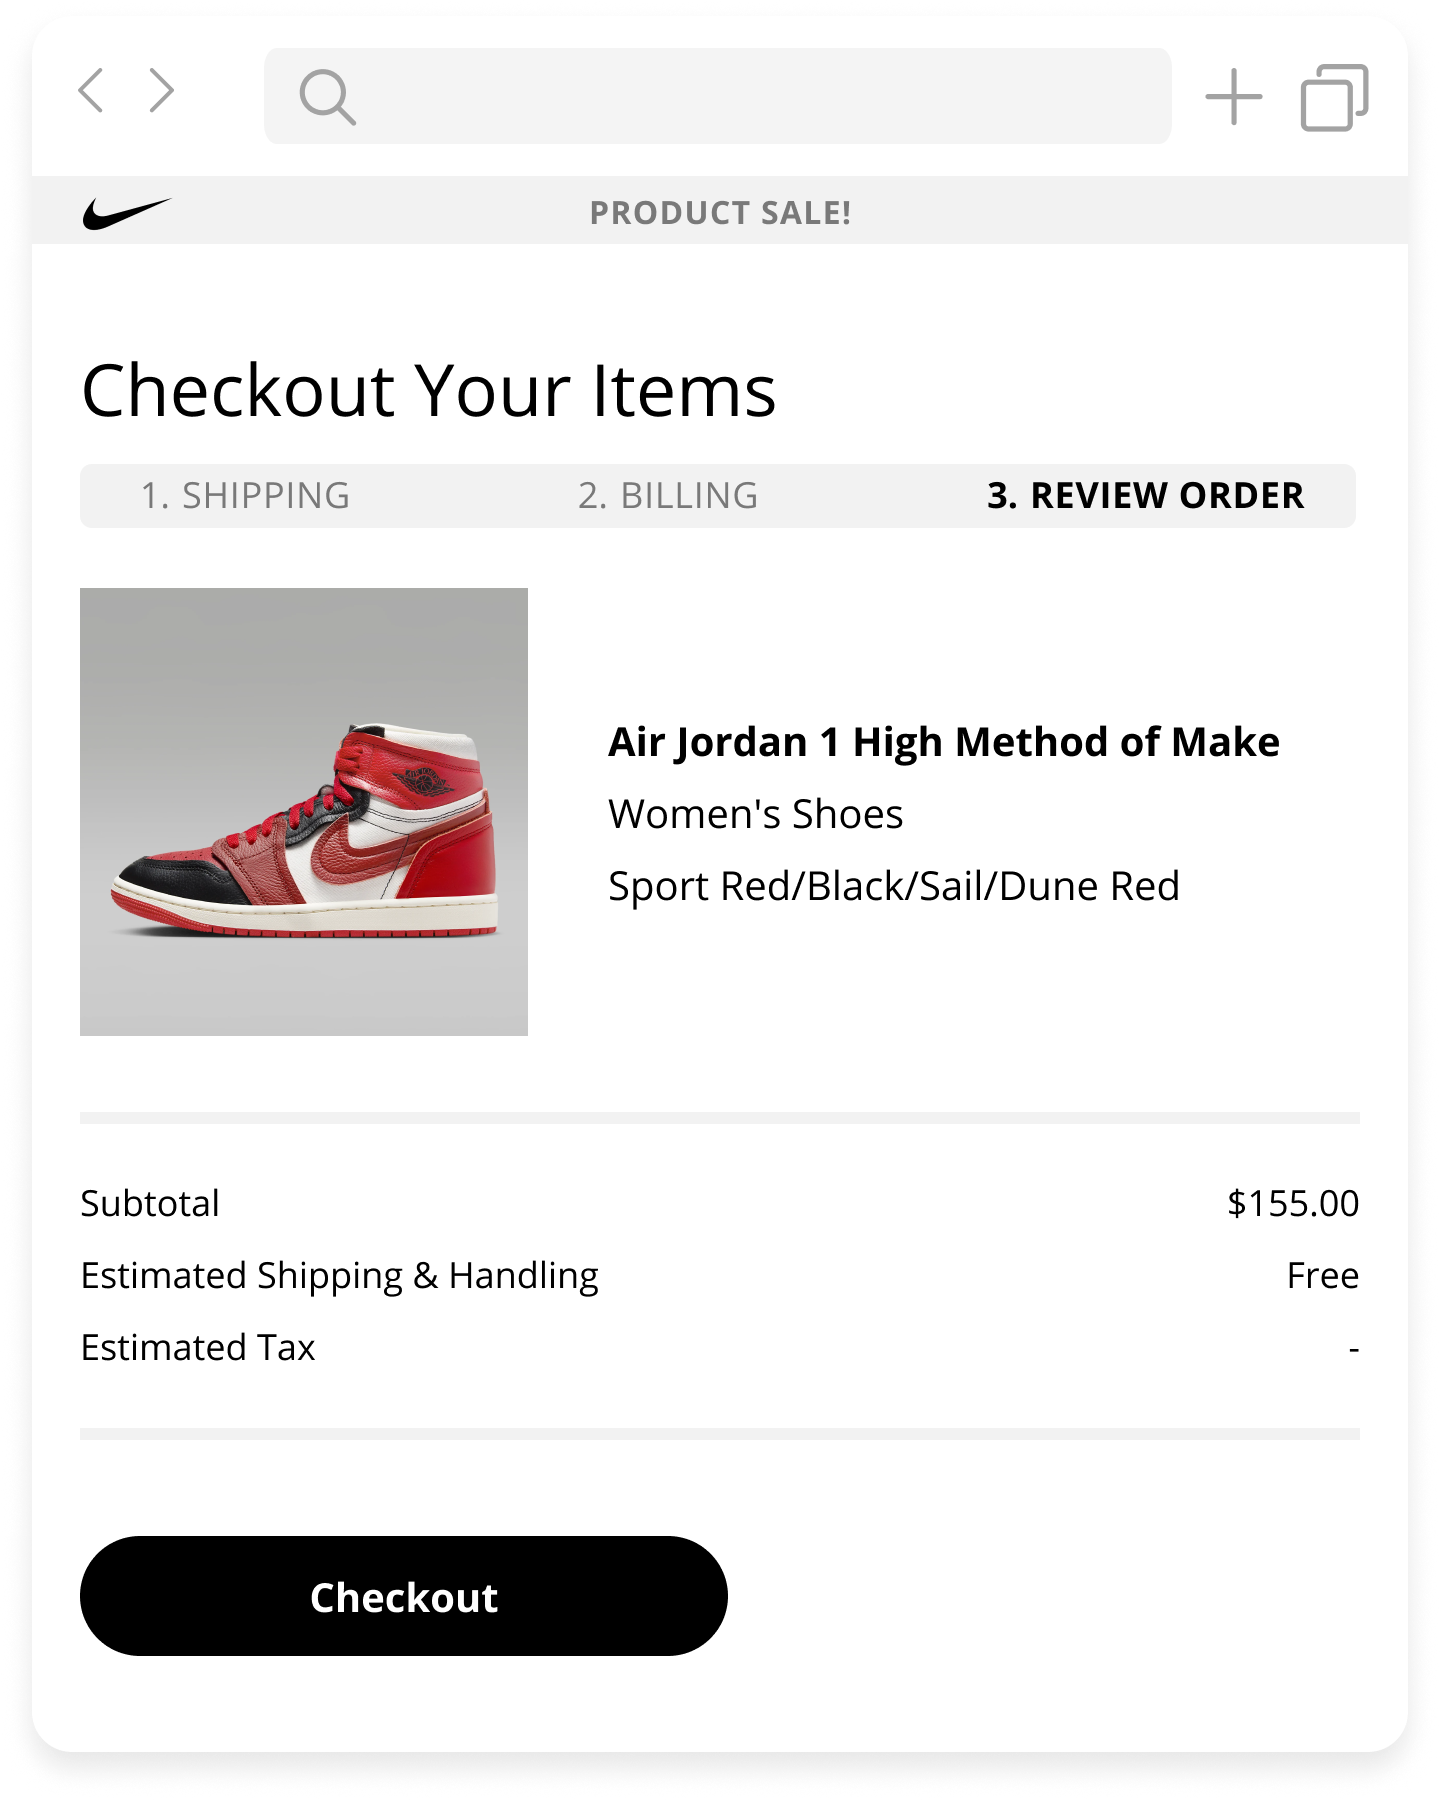 PRODUCT SALE!
Checkout Your Items
1. SHIPPING 2. BILLING 3. REVIEW ORDER
Air Jordan 1 High Method of Make
Women's Shoes
Sport Red/Black/Sail/Dune Red
Subtotal $155.00
Estimated Shipping & Handling Free
Estimated Tax -
Checkout